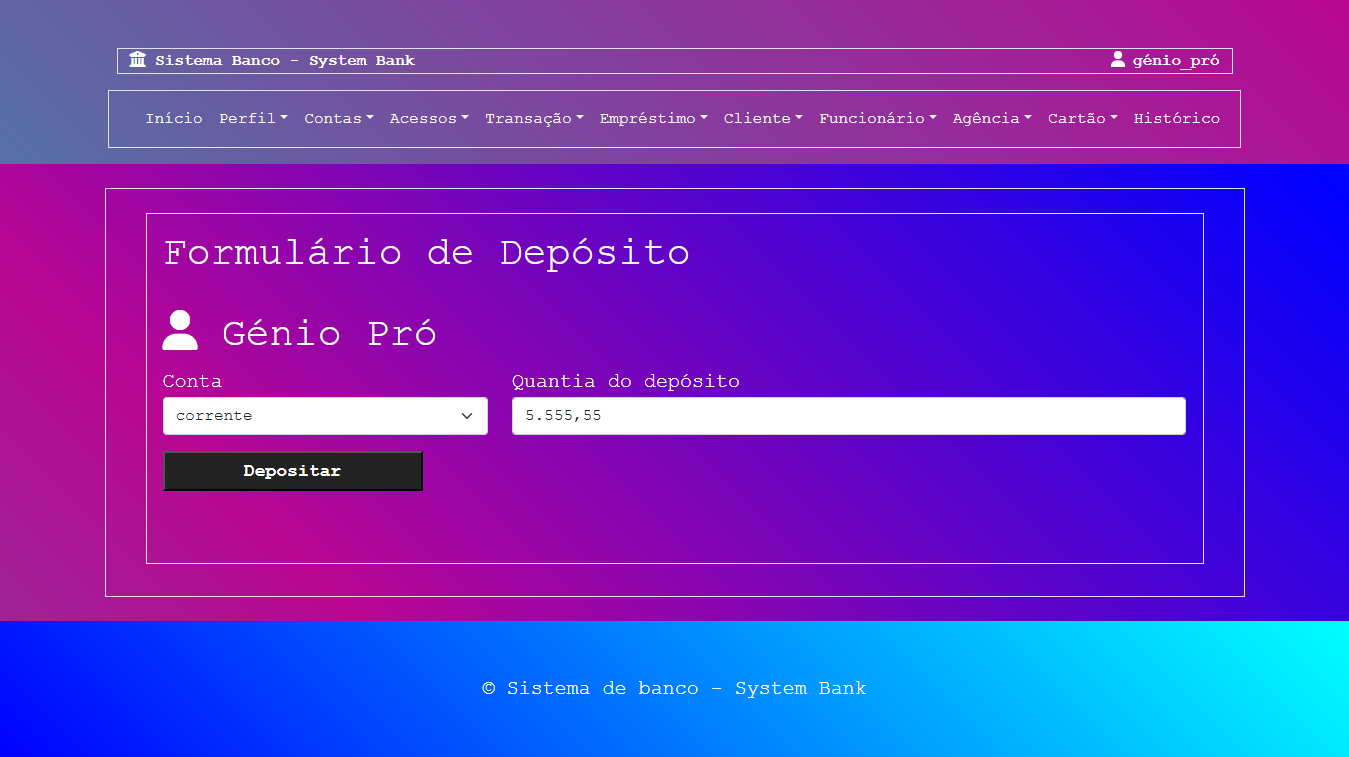 Sistema Banco - System Bank génio_pró
Início Perfil Contas Acessos Transação Empréstimo Cliente Funcionário Agência Cartão Histórico
Formulário de Depósito
Génio Pró
Conta Quantia do depósito
corrente 5.555,55
Depositar
© Sistema de banco - System Bank